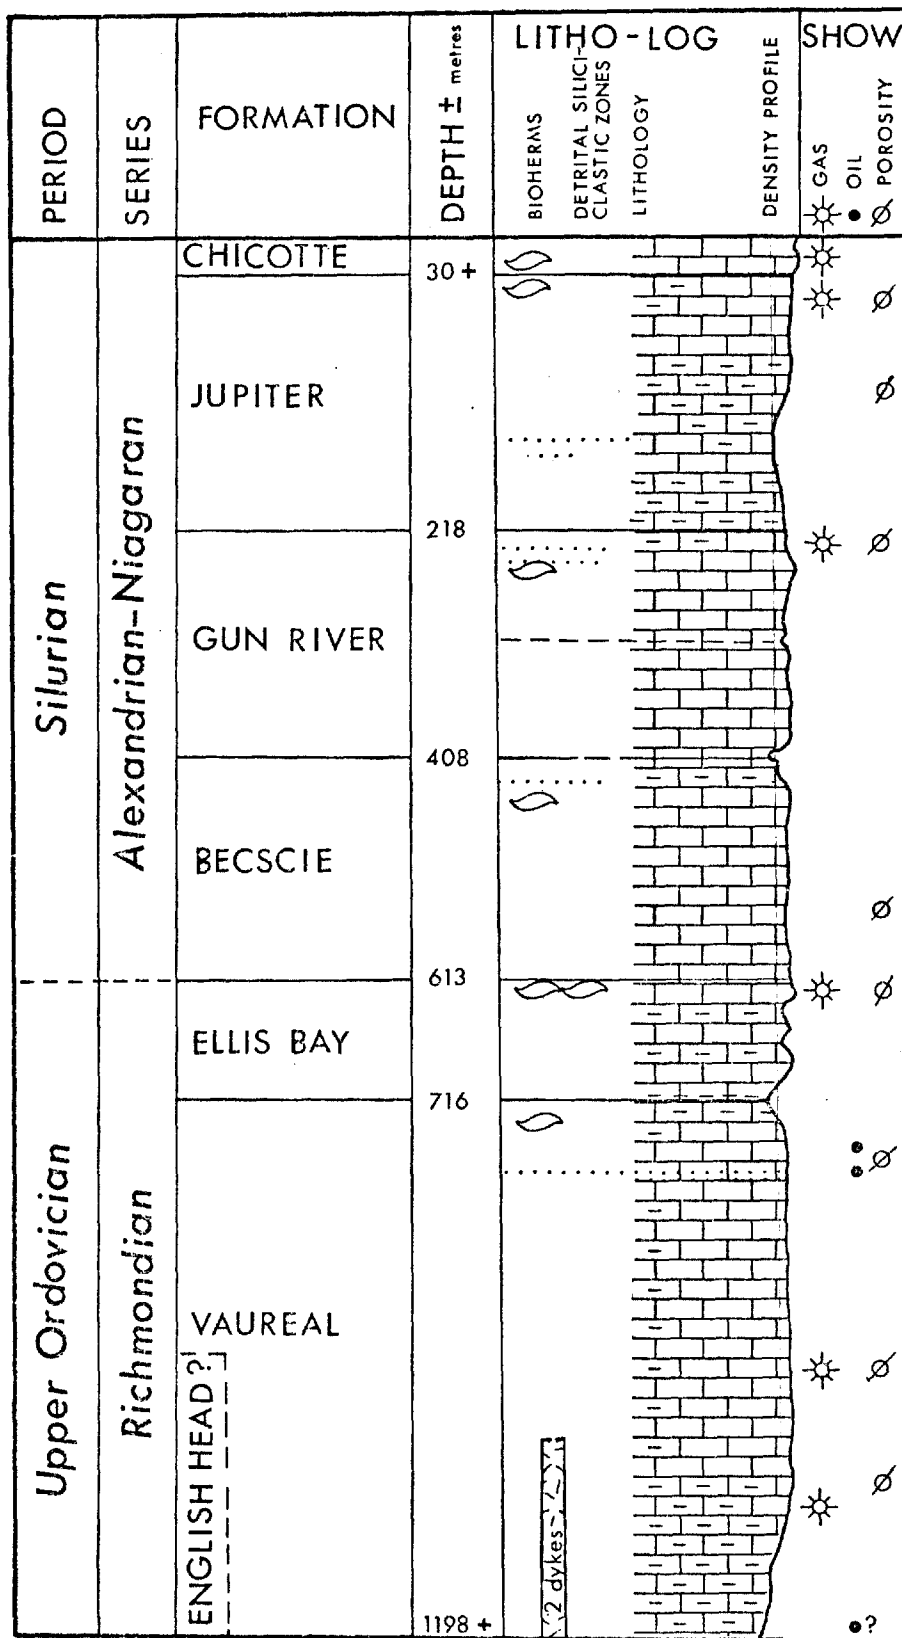 PERIOD
SERIES
FORMATION
DEPTH ± metres
LITHO-LOG
BIOHERMS
DETRITAL SILICI-
CLASTIC ZONES
LITHOLOGY
DENSITY PROFILE
SHOW
GAS
OIL
POROSITY
Silurian
Upper Ordovician
Alexandrian-Niagaran
Richmondian
CHICOTTE
30 +
JUPITER
218
GUN RIVER
408
BECSCIE
613
ELLIS BAY
716
VAUREAL
ENGLISH HEAD?
2 dykes
1198 +
?